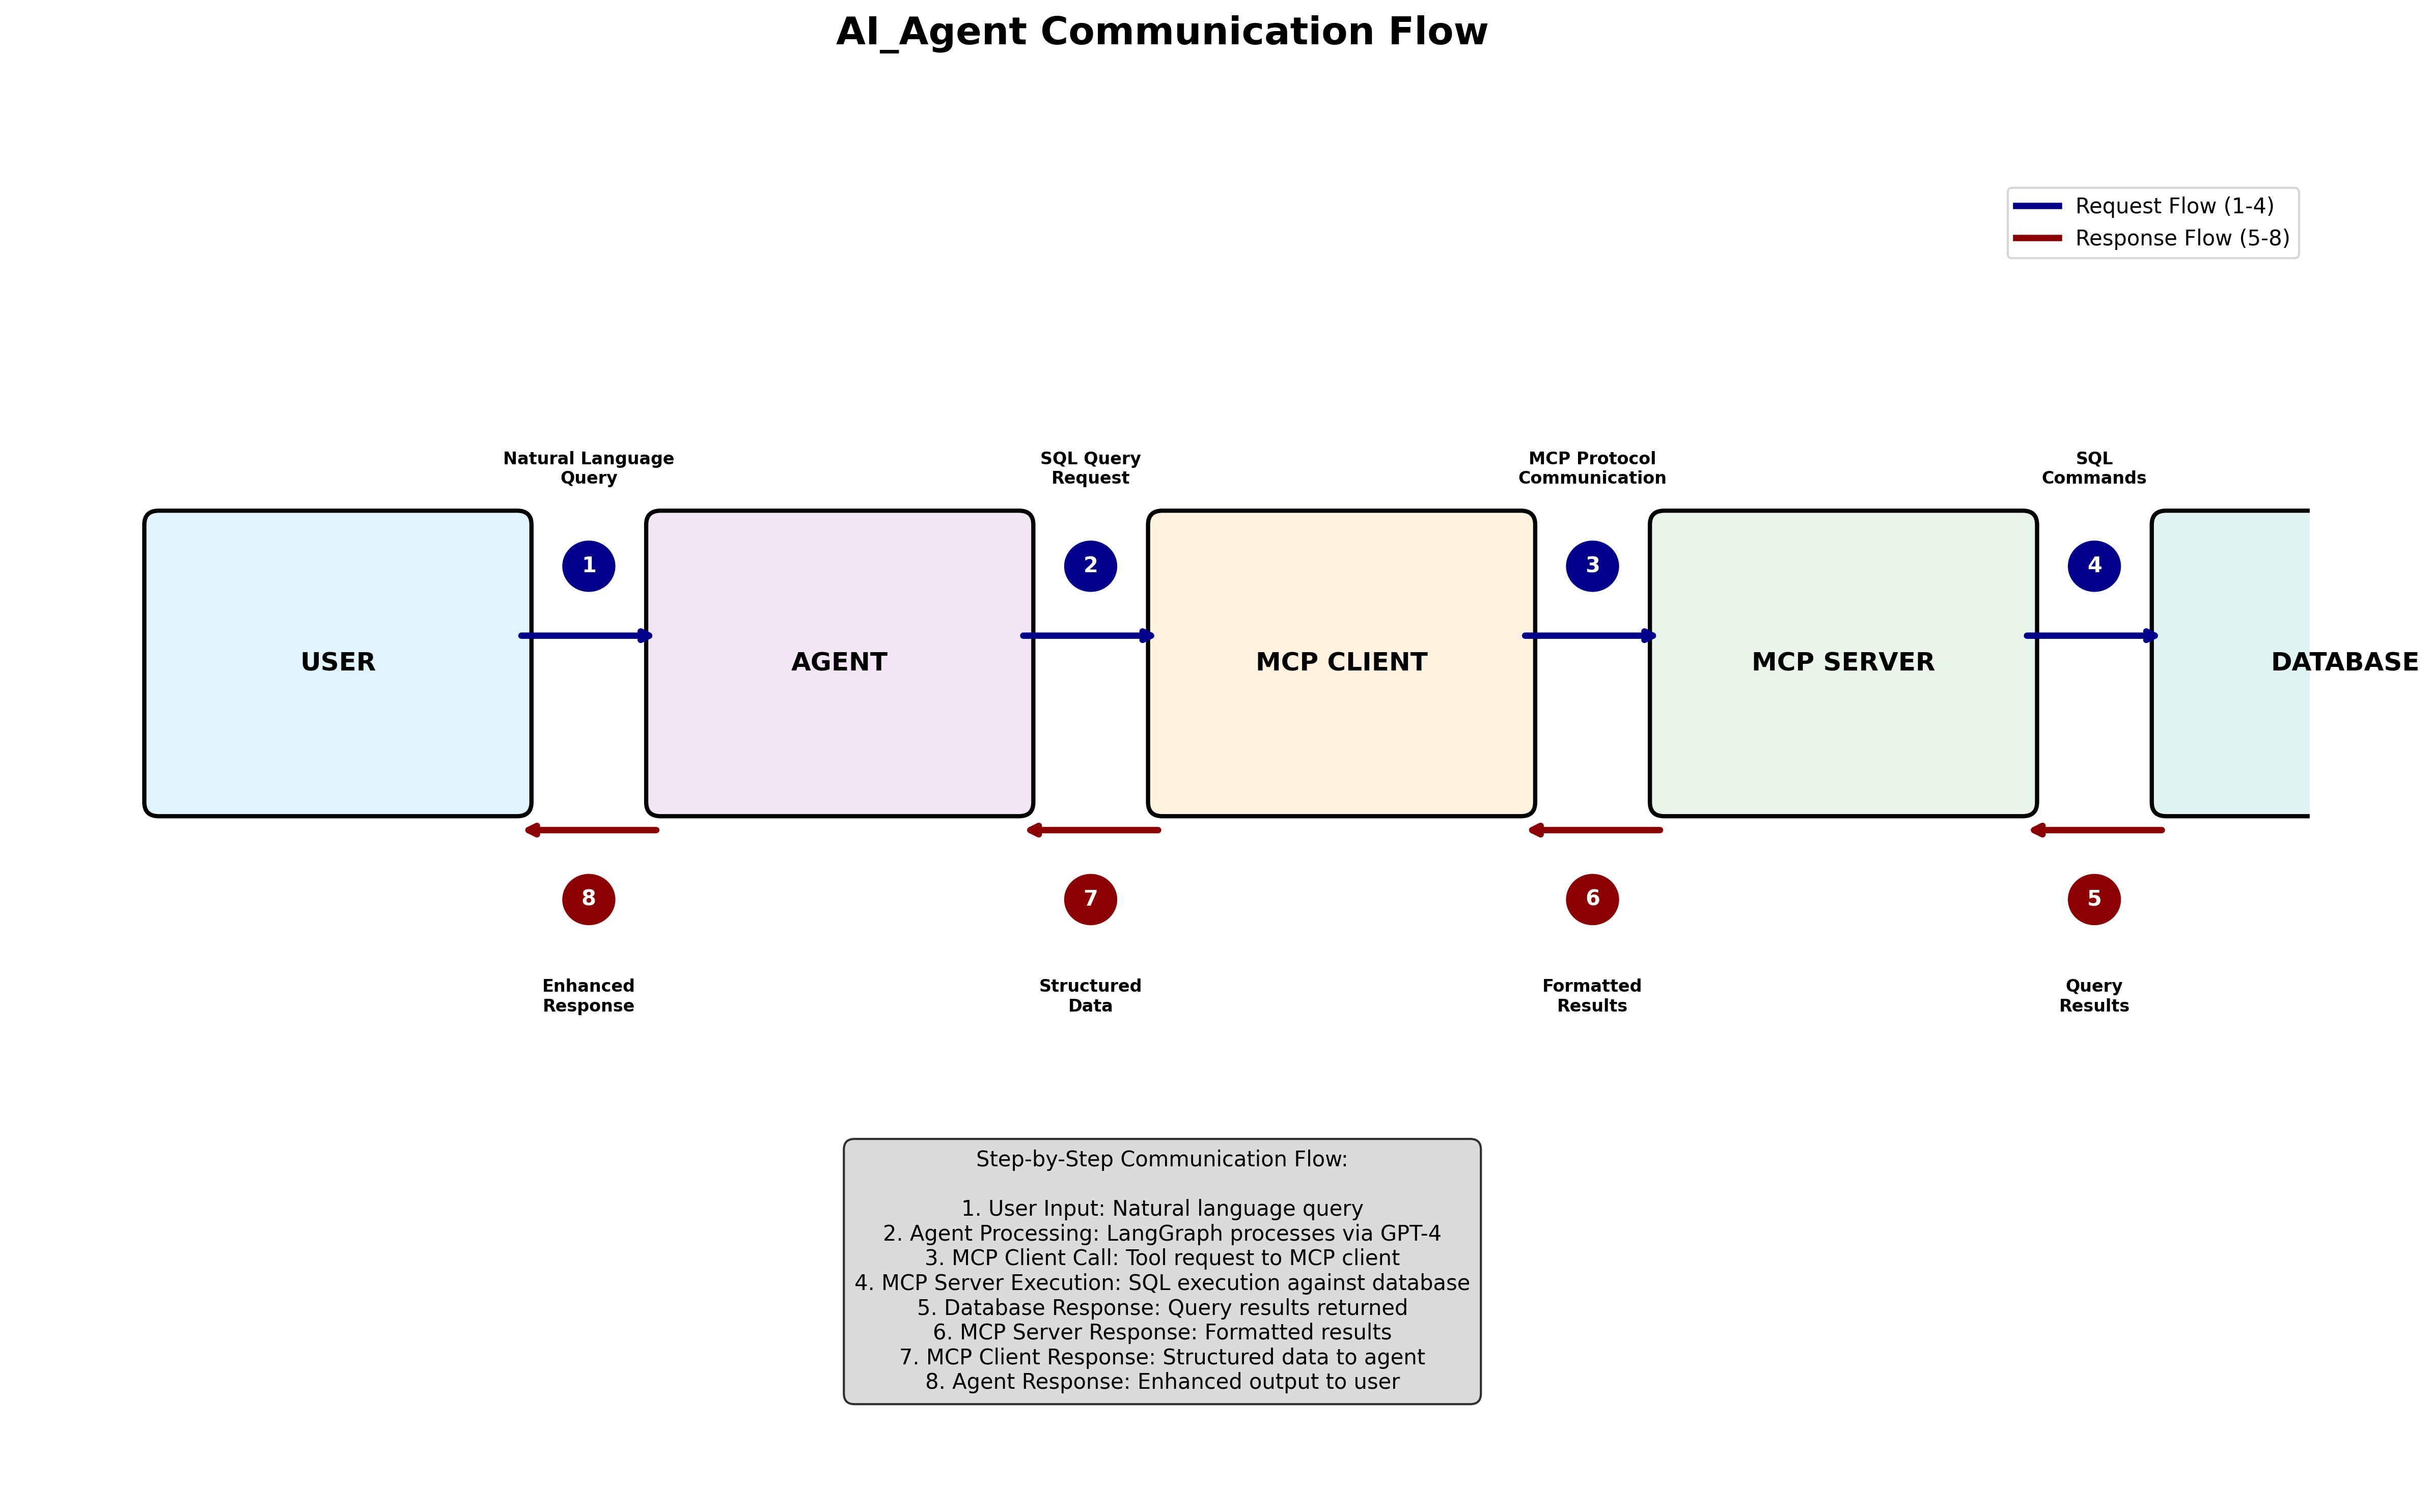 AI_Agent Communication Flow
Request Flow (1-4)
Response Flow (5-8)
Natural Language
Query
SQL Query
Request
MCP Protocol
Communication
SQL
Commands
1
2
3
4
USER
AGENT
MCP CLIENT
MCP SERVER
DATABASE
8
7
6
5
Enhanced
Response
Structured
Data
Formatted
Results
Query
Results
Step-by-Step Communication Flow:
1. User Input: Natural language query
2. Agent Processing: LangGraph processes via GPT-4
3. MCP Client Call: Tool request to MCP client
4. MCP Server Execution: SQL execution against database
5. Database Response: Query results returned
6. MCP Server Response: Formatted results
7. MCP Client Response: Structured data to agent
8. Agent Response: Enhanced output to user